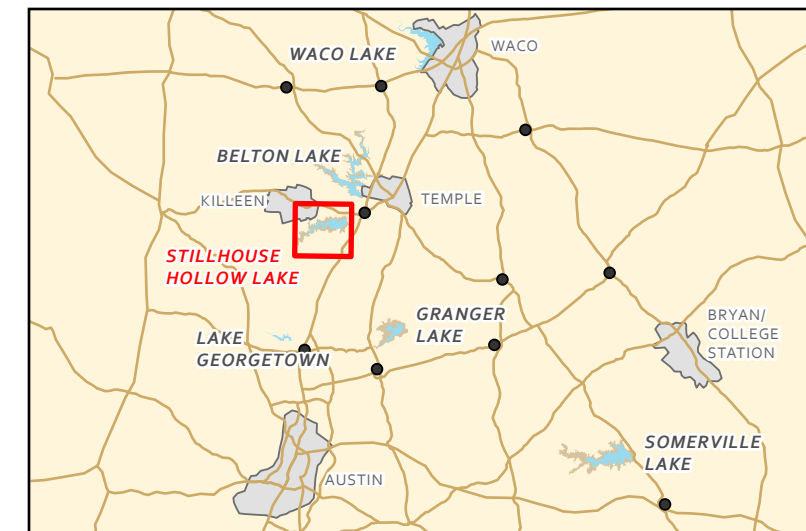 WACO LAKE
WACO
BELTON LAKE
KILLEEN
TEMPLE
STILLHOUSE
HOLLOW LAKE
GRANGER
LAKE
LAKE
GEORGETOWN
BRYAN/
COLLEGE
STATION
SOMERVILLE
LAKE
AUSTIN